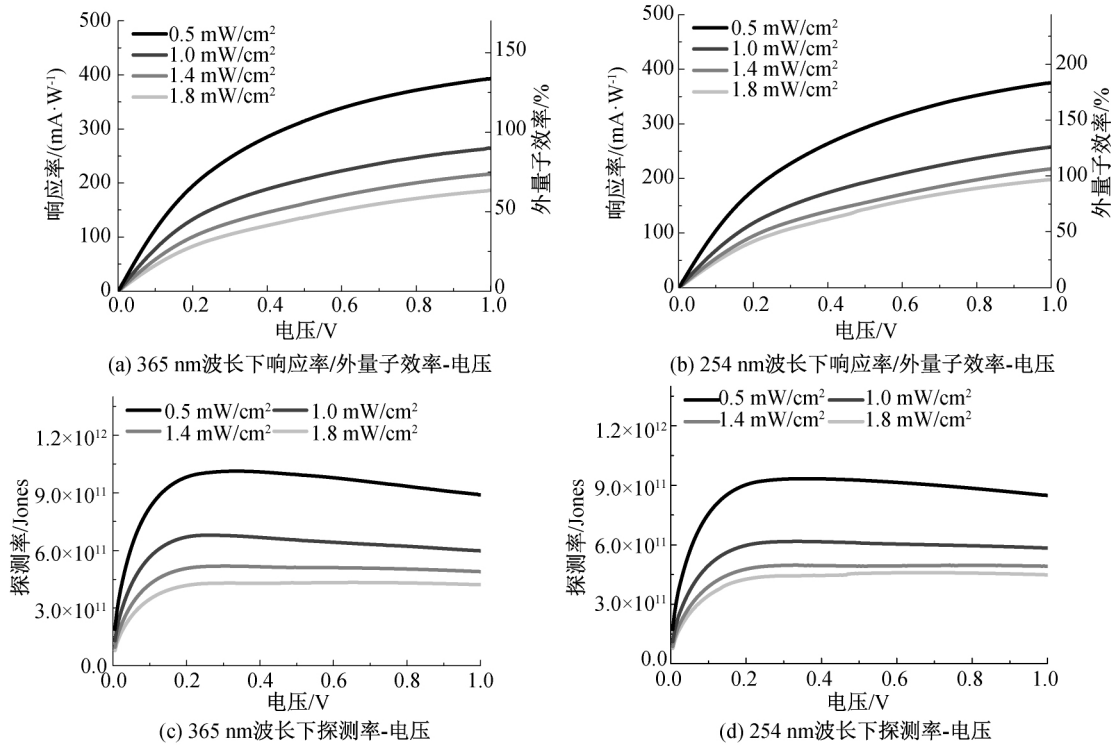 500
400
300
200
100
0
响应率/(mA·W⁻¹)
0.5 mW/cm²
1.0 mW/cm²
1.4 mW/cm²
1.8 mW/cm²
150
100
50
0
外量子效率/%
0.0 0.2 0.4 0.6 0.8 1.0
电压/V
(a) 365 nm波长下响应率/外量子效率-电压
500
400
300
200
100
0
响应率/(mA·W⁻¹)
0.5 mW/cm²
1.0 mW/cm²
1.4 mW/cm²
1.8 mW/cm²
200
150
100
50
0
外量子效率/%
0.0 0.2 0.4 0.6 0.8 1.0
电压/V
(b) 254 nm波长下响应率/外量子效率-电压
0.5 mW/cm² 1.0 mW/cm²
1.4 mW/cm² 1.8 mW/cm²
1.2×10¹²
9.0×10¹¹
6.0×10¹¹
3.0×10¹¹
0.0
探测率/Jones
0.0 0.2 0.4 0.6 0.8 1.0
电压/V
(c) 365 nm波长下探测率-电压
0.5 mW/cm² 1.0 mW/cm²
1.4 mW/cm² 1.8 mW/cm²
1.2×10¹²
9.0×10¹¹
6.0×10¹¹
3.0×10¹¹
0.0
探测率/Jones
0.0 0.2 0.4 0.6 0.8 1.0
电压/V
(d) 254 nm波长下探测率-电压